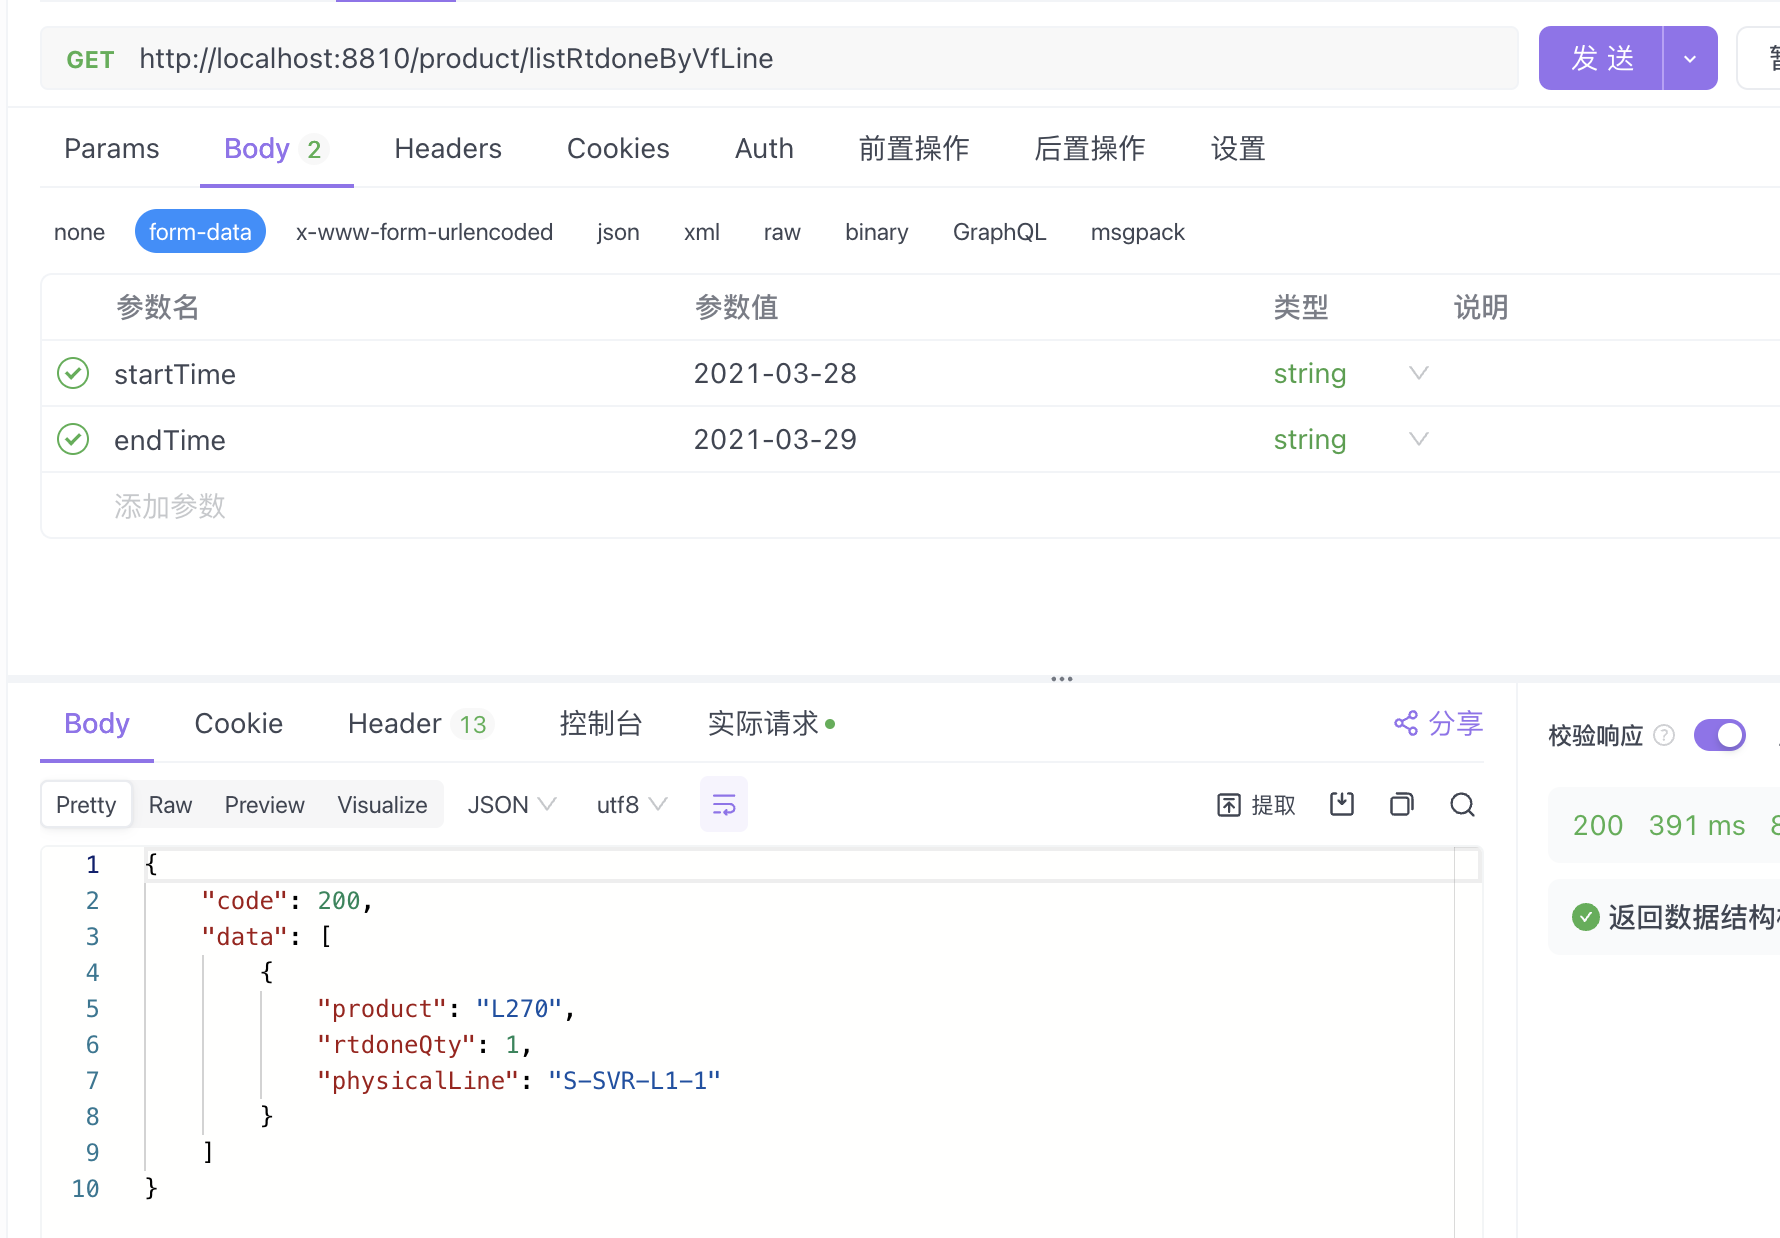 GET http://localhost:8810/product/listRtdoneByVfLine 发 送
Params Body 2 Headers Cookies Auth 前置操作 后置操作 设置
none form-data x-www-form-urlencoded json xml raw binary GraphQL msgpack
参数名 参数值 类型 说明
startTime 2021-03-28 string
endTime 2021-03-29 string
添加参数
Body Cookie Header 13 控制台 实际请求 分享
校验响应 ?
Pretty Raw Preview Visualize JSON utf8 提取
200 391 ms
返回数据结构
1 {
2 "code": 200,
3 "data": [
4 {
5 "product": "L270",
6 "rtdoneQty": 1,
7 "physicalLine": "S-SVR-L1-1"
8 }
9 ]
10 }